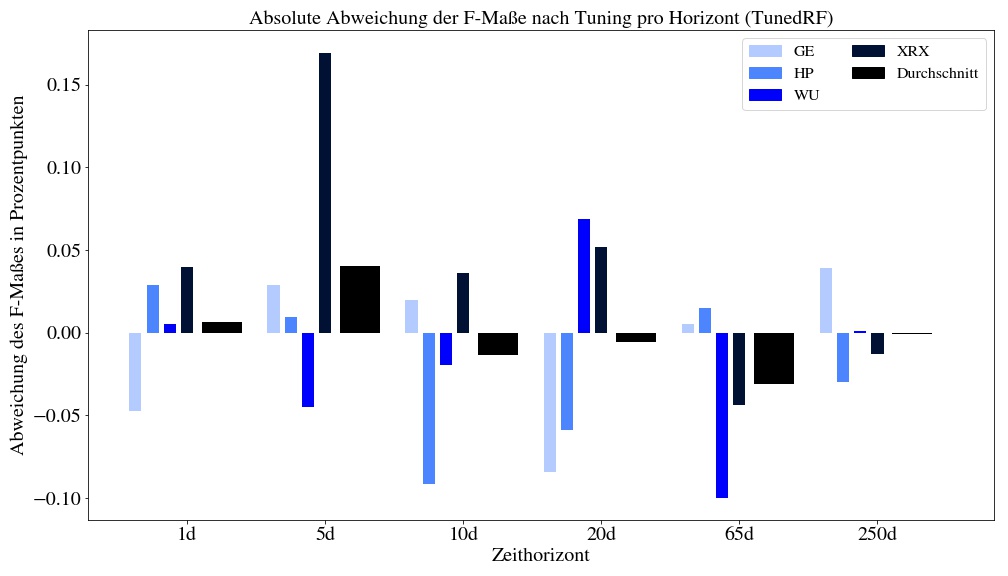 Absolute Abweichung der F-Maße nach Tuning pro Horizont (TunedRF)
GE
HP
WU
XRX
Durchschnitt
Abweichung des F-Maßes in Prozentpunkten
0.15
0.10
0.05
0.00
−0.05
−0.10
1d 5d 10d 20d 65d 250d
Zeithorizont